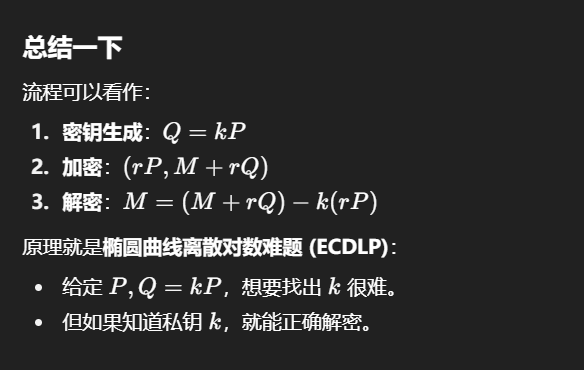 总结一下
流程可以看作：
1. 密钥生成：Q = kP
2. 加密：(rP, M + rQ)
3. 解密：M = (M + rQ) − k(rP)
原理就是椭圆曲线离散对数难题 (ECDLP)：
• 给定 P, Q = kP，想要找出 k 很难。
• 但如果知道私钥 k，就能正确解密。